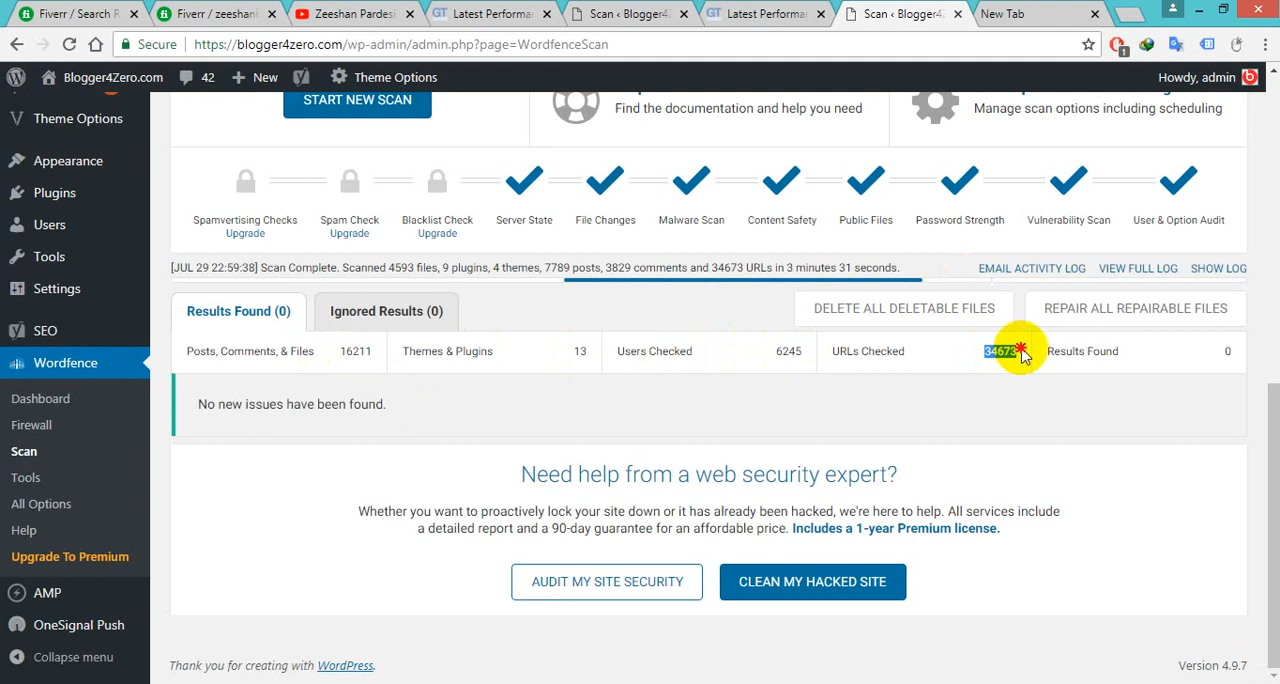 Fiverr / Search R
Fiverr / zeeshanb
Zeeshan Pardesi
Latest Performan
Scan ‹ Blogger4Z
Latest Performan
Scan ‹ Blogger4Z
New Tab
Secure
https://blogger4zero.com/wp-admin/admin.php?page=WordfenceScan
1
Blogger4Zero.com
42
New
Theme Options
Howdy, admin
Theme Options
Appearance
Plugins
Users
Tools
Settings
SEO
Wordfence
Dashboard
Firewall
Scan
Tools
All Options
Help
Upgrade To Premium
AMP
OneSignal Push
Collapse menu
START NEW SCAN
Find the documentation and help you need
Manage scan options including scheduling
Spamvertising Checks
Upgrade
Spam Check
Upgrade
Blacklist Check
Upgrade
Server State
File Changes
Malware Scan
Content Safety
Public Files
Password Strength
Vulnerability Scan
User & Option Audit
[JUL 29 22:59:38] Scan Complete. Scanned 4593 files, 9 plugins, 4 themes, 7789 posts, 3829 comments and 34673 URLs in 3 minutes 31 seconds.
EMAIL ACTIVITY LOG
VIEW FULL LOG
SHOW LOG
Results Found (0)
Ignored Results (0)
DELETE ALL DELETABLE FILES
REPAIR ALL REPAIRABLE FILES
Posts, Comments, & Files 16211
Themes & Plugins 13
Users Checked 6245
URLs Checked 34673
Results Found 0
No new issues have been found.
Need help from a web security expert?
Whether you want to proactively lock your site down or it has already been hacked, we're here to help. All services include
a detailed report and a 90-day guarantee for an affordable price. Includes a 1-year Premium license.
AUDIT MY SITE SECURITY
CLEAN MY HACKED SITE
Thank you for creating with WordPress.
Version 4.9.7